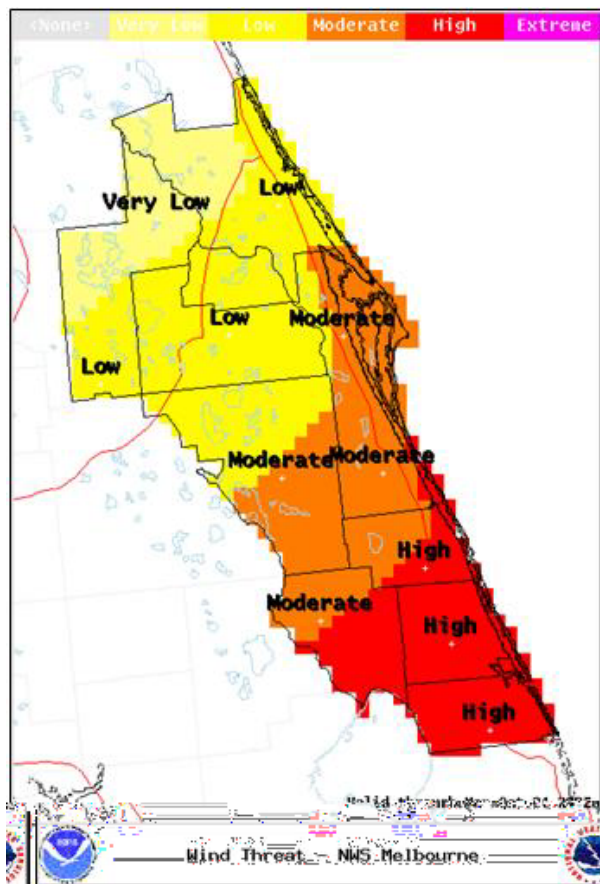 <None> Very Low Low Moderate High Extreme
Very Low
Low
Low
Moderate
Low
Moderate
Moderate
High
Moderate
High
High
Wind Threat - NWS Melbourne